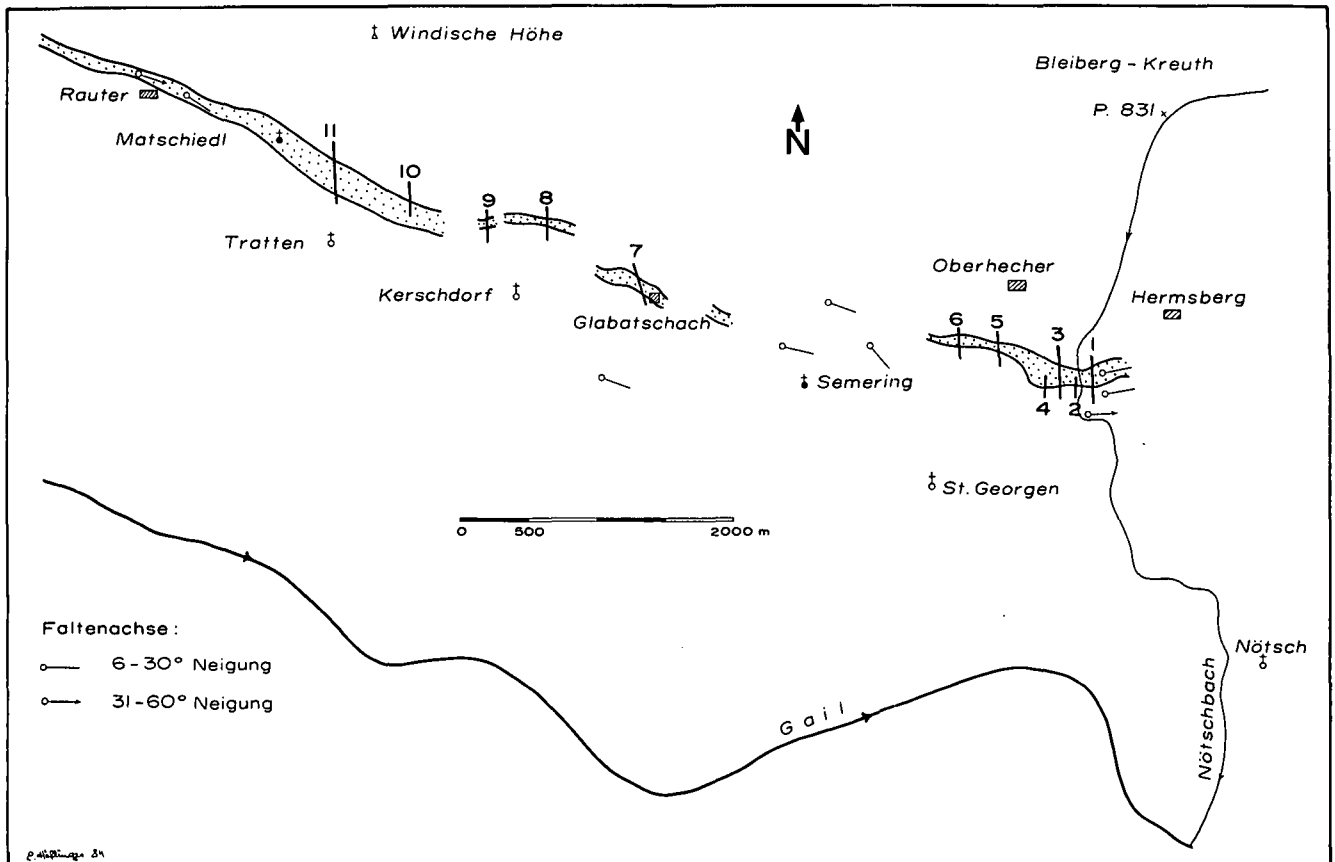 Windische Höhe
Bleiberg - Kreuth
P. 831
Rauter
Matschiedl
11
10
N
9
8
Tratten
7
Oberhecher
Kerschdorf
Hermsberg
Glabatschach
6
5
3
1
Semering
4
2
St. Georgen
0 500 2000 m
Faltenachse :
6-30° Neigung
31-60° Neigung
Nötsch
Gail
Nötschbach